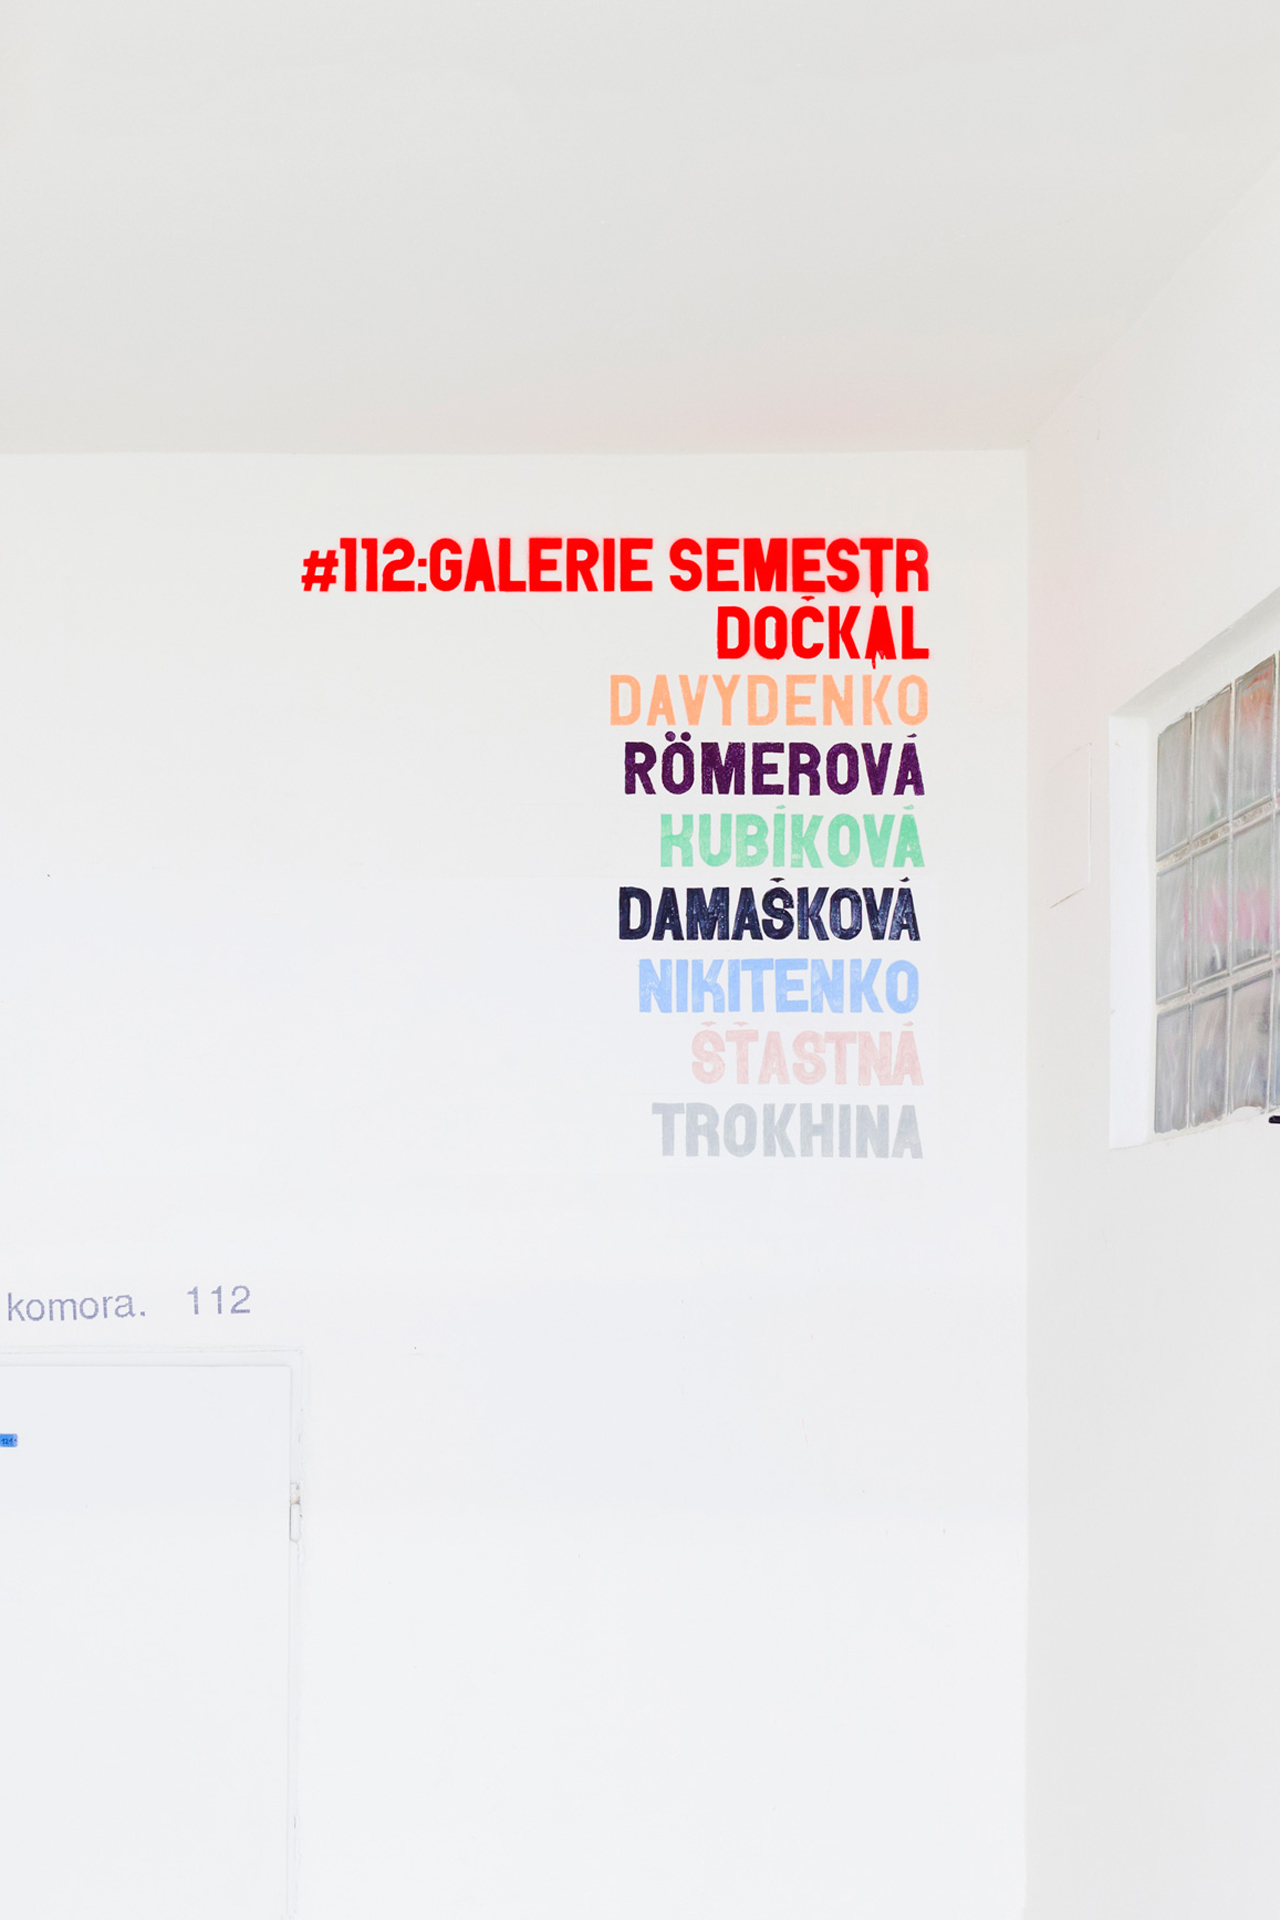 #112:GALERIE SEMESTR
DOČKAL
DAVYDENKO
RÖMEROVÁ
KUBÍKOVÁ
DAMAŠKOVÁ
NIKITENKO
ŠŤASTNÁ
TROKHINA
komora. 112